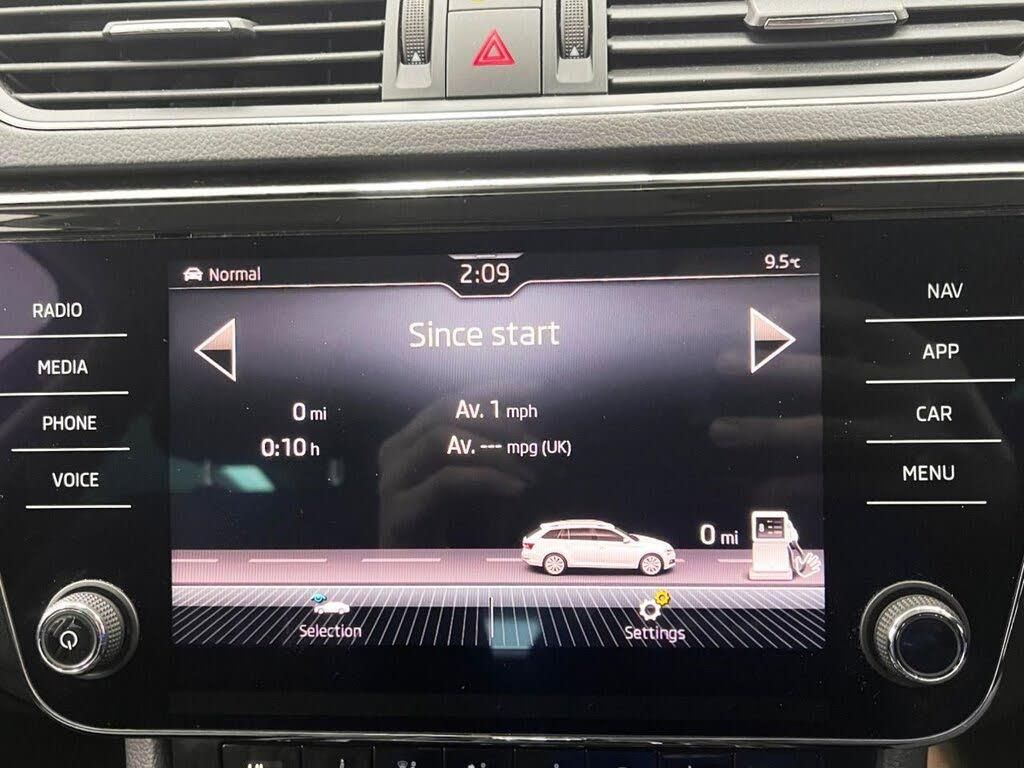 Normal
2:09
9.5°C
RADIO
MEDIA
PHONE
VOICE
NAV
APP
CAR
MENU
Since start
0 mi
Av. 1 mph
0:10 h
Av. --- mpg (UK)
0 mi
Selection
Settings